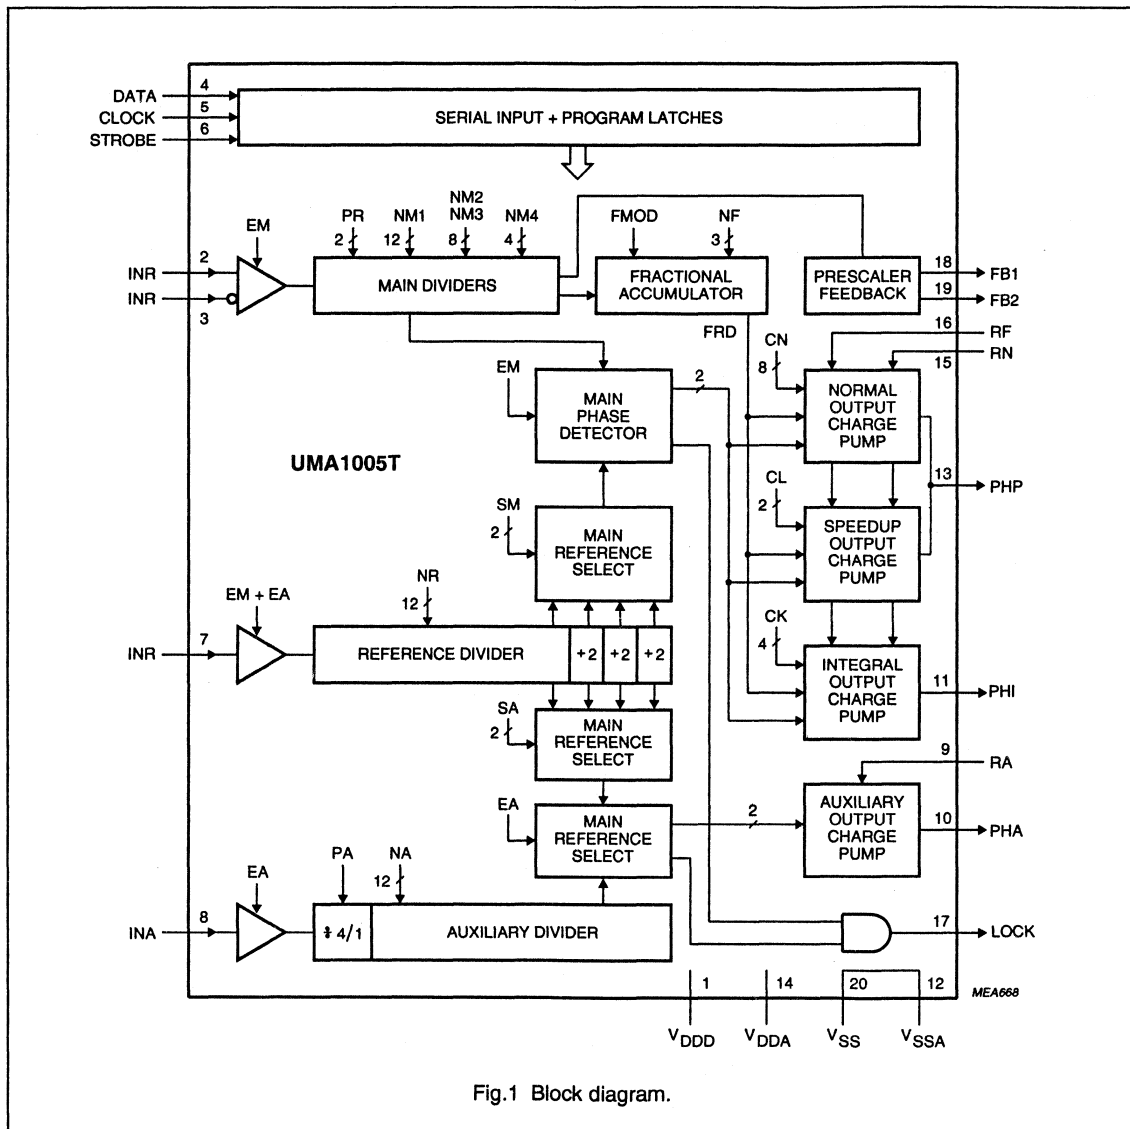 DATA
4
CLOCK
5
STROBE
6
SERIAL INPUT + PROGRAM LATCHES
EM
PR
2
NM1
12
NM2
NM3
8
NM4
4
FMOD
NF
3
INR
2
INR
3
MAIN DIVIDERS
FRACTIONAL
ACCUMULATOR
PRESCALER
FEEDBACK
18
FB1
19
FB2
FRD
16
RF
15
RN
EM
MAIN
PHASE
DETECTOR
2
CN
8
NORMAL
OUTPUT
CHARGE
PUMP
UMA1005T
13
PHP
SM
2
MAIN
REFERENCE
SELECT
CL
2
SPEEDUP
OUTPUT
CHARGE
PUMP
EM + EA
NR
12
INR
7
REFERENCE DIVIDER
+2
+2
+2
CK
4
INTEGRAL
OUTPUT
CHARGE
PUMP
11
PHI
SA
2
MAIN
REFERENCE
SELECT
9
RA
EA
MAIN
REFERENCE
SELECT
2
AUXILIARY
OUTPUT
CHARGE
PUMP
10
PHA
EA
PA
NA
12
INA
8
4/1
AUXILIARY DIVIDER
17
LOCK
1
14
20
12
MEA668
VDDD
VDDA
VSS
VSSA
Fig.1 Block diagram.